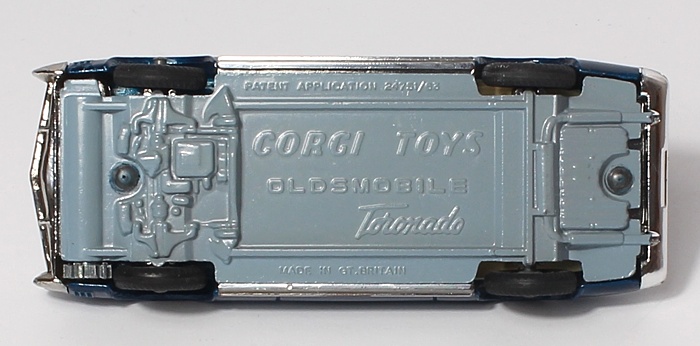 PATENT APPLICATION 24751/63
CORGI TOYS
OLDSMOBILE
Toronado
MADE IN GT. BRITAIN